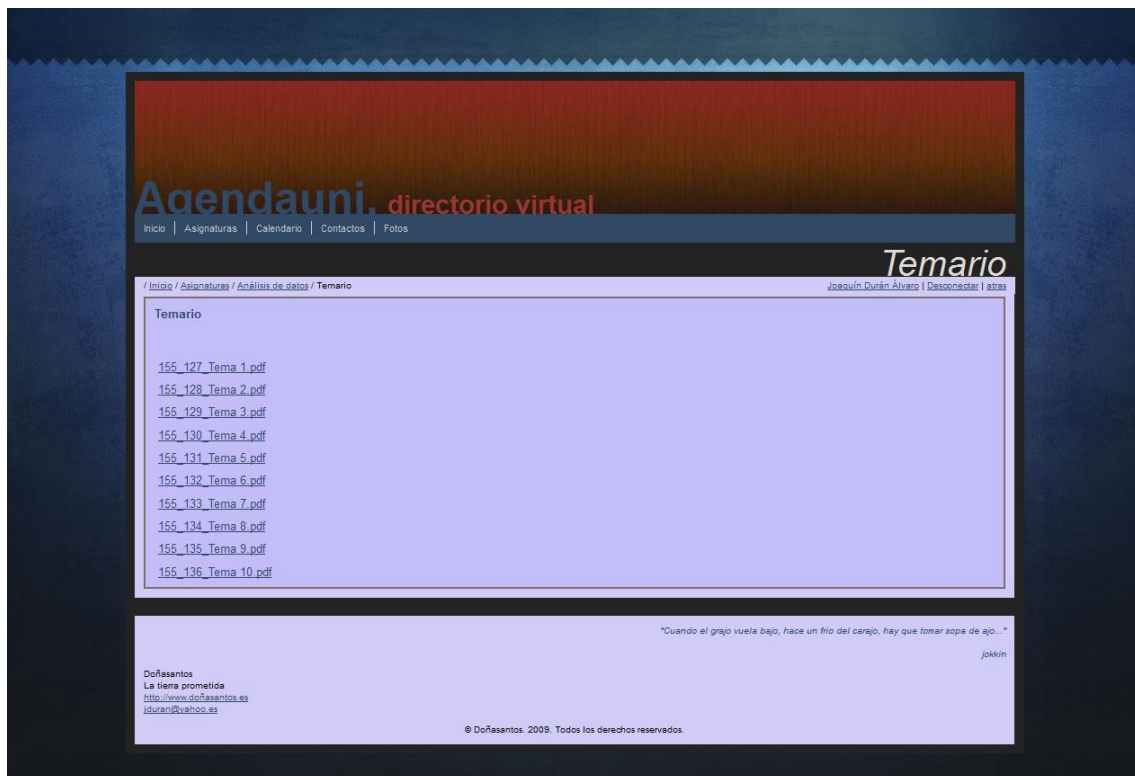 Agendauni. directorio virtual
Inicio | Asignaturas | Calendario | Contactos | Fotos
Temario
/ Inicio / Asignaturas / Análisis de datos / Temario
Joaquín Durán Álvaro | Desconectar | atras
Temario
155_127_Tema 1.pdf
155_128_Tema 2.pdf
155_129_Tema 3.pdf
155_130_Tema 4.pdf
155_131_Tema 5.pdf
155_132_Tema 6.pdf
155_133_Tema 7.pdf
155_134_Tema 8.pdf
155_135_Tema 9.pdf
155_136_Tema 10.pdf
"Cuando el grajo vuela bajo, hace un frio del carajo, hay que tomar sopa de ajo..."
jokkin
Doñasantos
La tierra prometida
http://www.doñasantos.es
jduran@yahoo.es
© Doñasantos. 2009. Todos los derechos reservados.